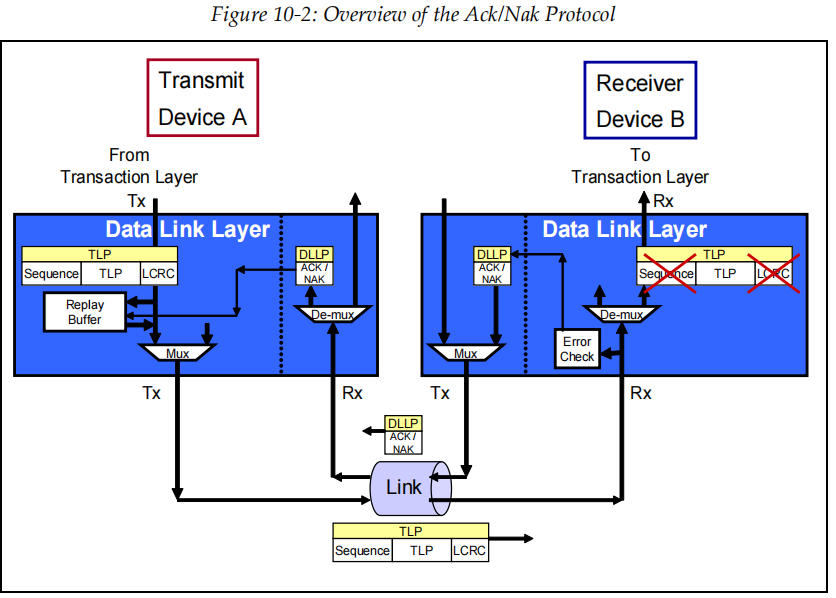 Figure 10-2: Overview of the Ack/Nak Protocol
Transmit
Device A
Receiver
Device B
From
Transaction Layer
To
Transaction Layer
Tx
Rx
Data Link Layer
TLP
Sequence
TLP
LCRC
Replay
Buffer
Mux
DLLP
ACK /
NAK
De-mux
Data Link Layer
DLLP
ACK /
NAK
Mux
TLP
Sequence
TLP
LCRC
De-mux
Error
Check
Tx
Rx
Tx
Rx
DLLP
ACK /
NAK
Link
TLP
Sequence
TLP
LCRC